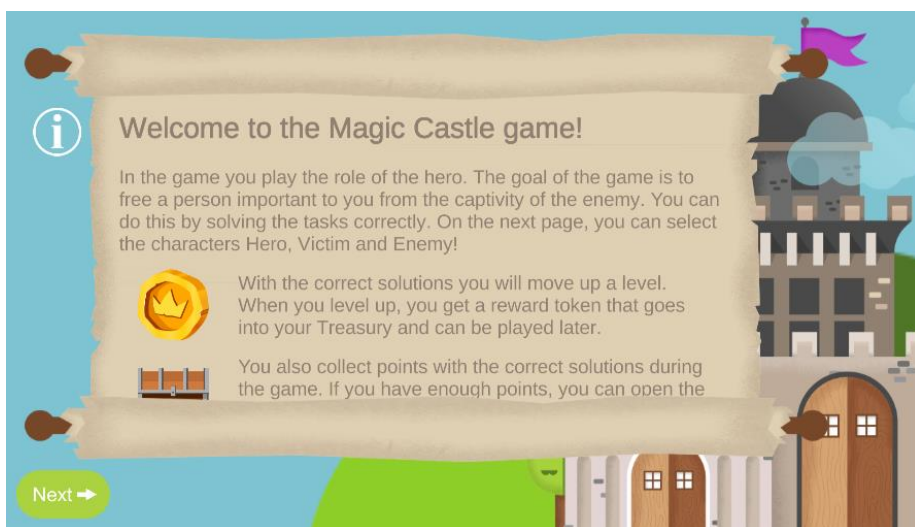 Welcome to the Magic Castle game!
In the game you play the role of the hero. The goal of the game is to
free a person important to you from the captivity of the enemy. You can
do this by solving the tasks correctly. On the next page, you can select
the characters Hero, Victim and Enemy!
With the correct solutions you will move up a level.
When you level up, you get a reward token that goes
into your Treasury and can be played later.
You also collect points with the correct solutions during
the game. If you have enough points, you can open the
Next